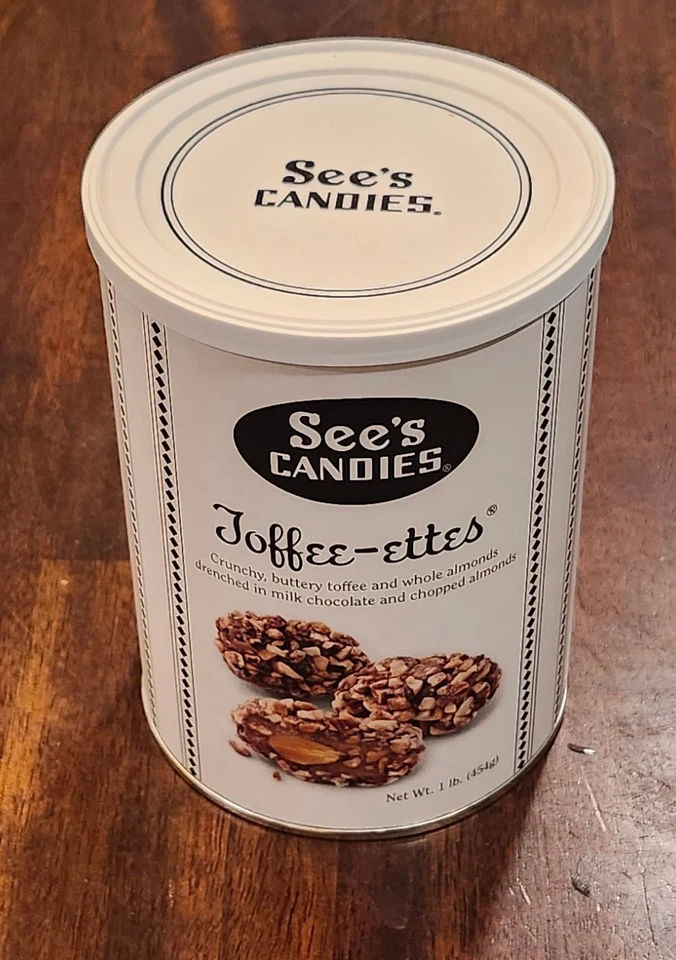 See's
CANDIES®
See's
CANDIES®
Toffee-ettes®
Crunchy, buttery toffee and whole almonds
drenched in milk chocolate and chopped almonds
Net Wt. 1 lb. (454g)